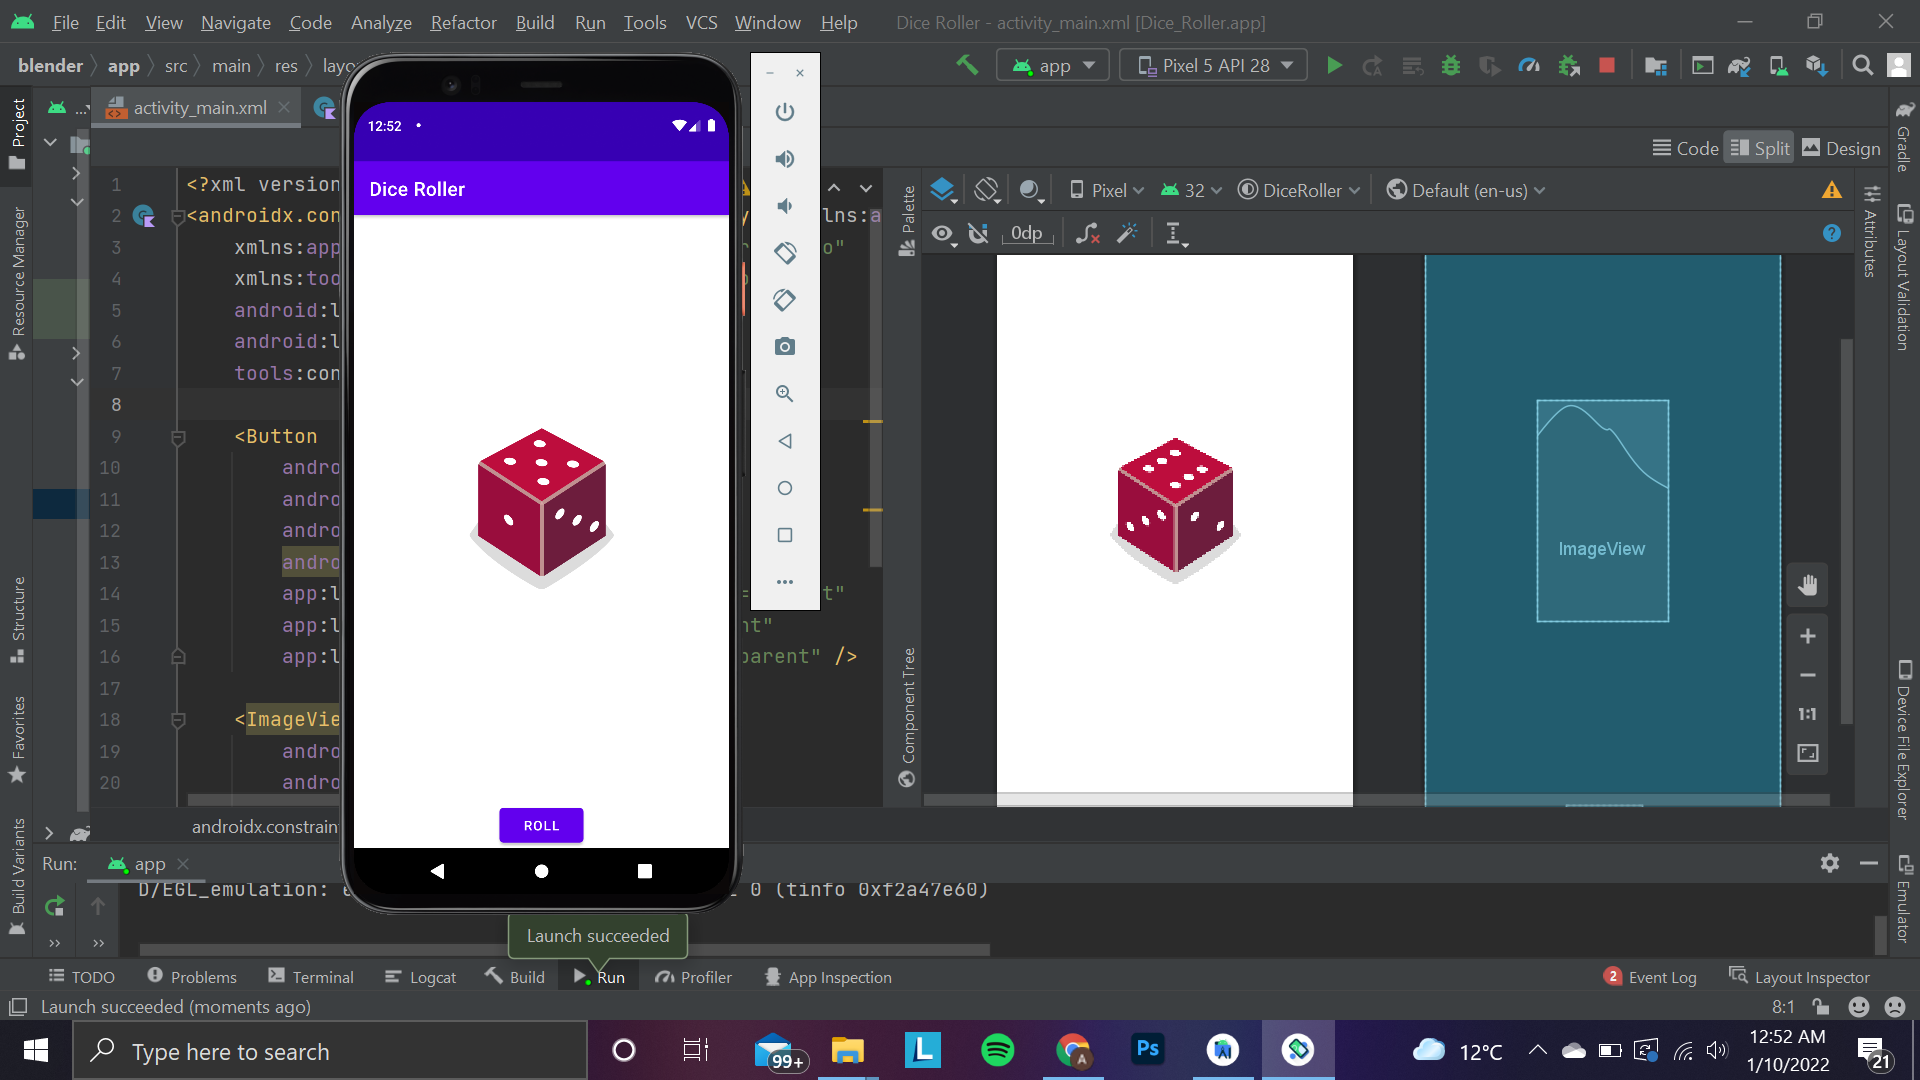 File Edit View Navigate Code Analyze Refactor Build Run Tools VCS Window Help Dice Roller - activity_main.xml [Dice_Roller.app]
blender app src main res layo
app Pixel 5 API 28
Project
...
activity_main.xml
Code Split Design
12:52
Dice Roller
ROLL
1 <?xml version
2 <androidx.con
lns:a
3 xmlns:app
o"
4 xmlns:too
5 android:l
6 android:l
7 tools:con
8
9 <Button
10 andro
11 andro
12 andro
13 andro
14 app:l
t"
15 app:l
nt"
16 app:l
parent" />
17
18 <ImageVie
19 andro
20 andro
androidx.constrain
Resource Manager
Structure
Favorites
Build Variants
Palette
Component Tree
Pixel 32 DiceRoller Default (en-us)
0dp
ImageView
1:1
Gradle
Attributes
Layout Validation
Device File Explorer
Emulator
Run: app
D/EGL_emulation: e
0 (tinfo 0xf2a47e60)
Launch succeeded
TODO Problems Terminal Logcat Build Run Profiler App Inspection 2 Event Log Layout Inspector
Launch succeeded (moments ago) 8:1
Type here to search
99+
L
A
Ps
12°C
12:52 AM
1/10/2022
21